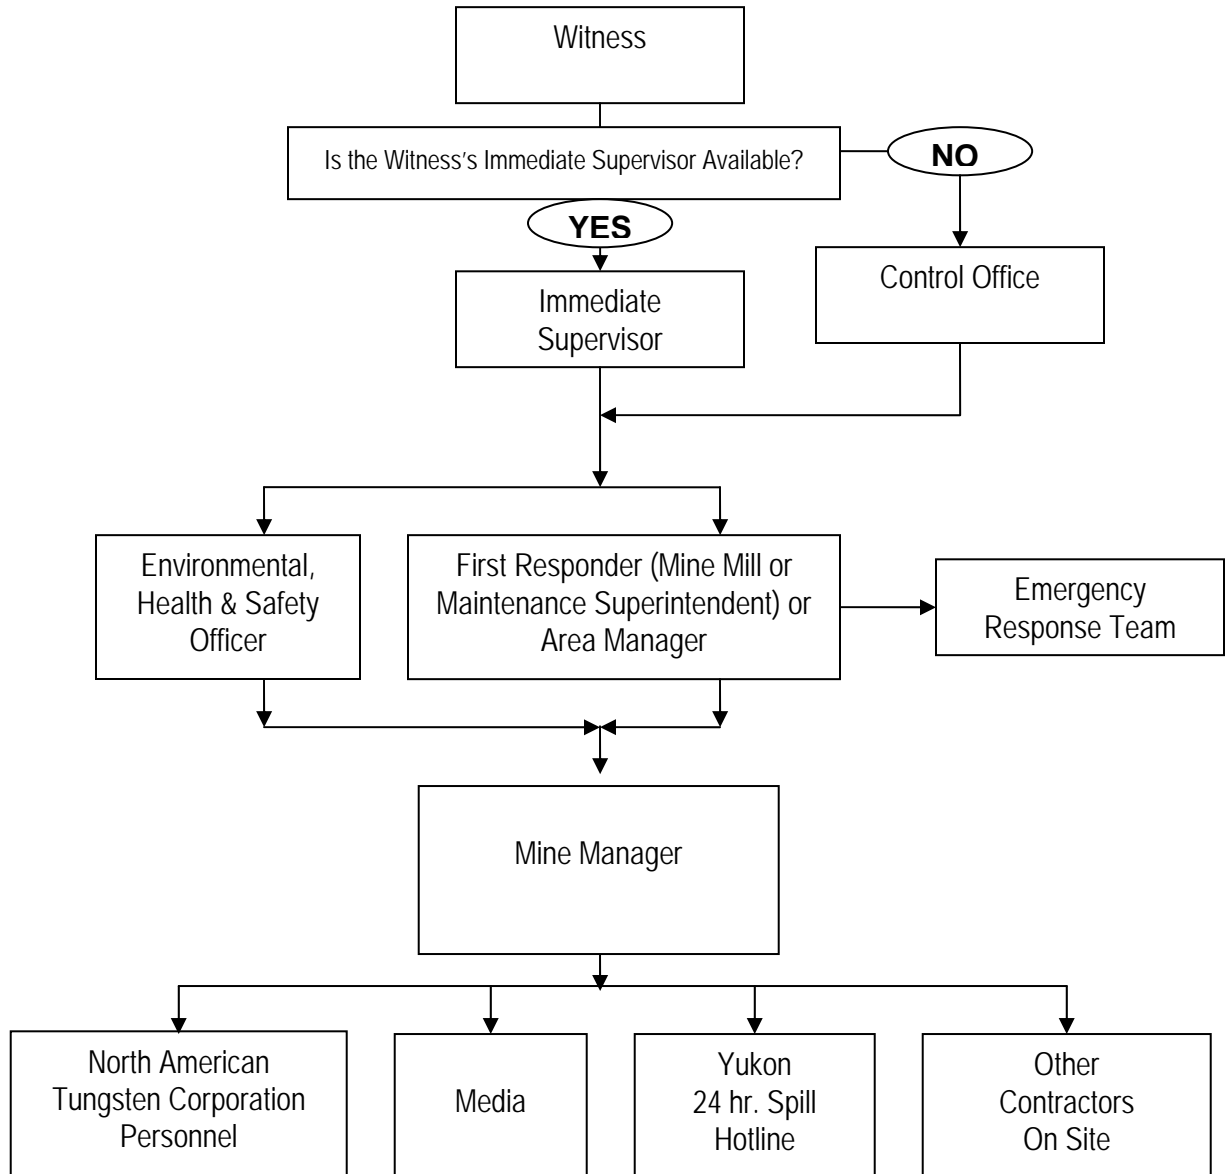 Witness
Is the Witness's Immediate Supervisor Available?
NO
YES
Control Office
Immediate
Supervisor
Environmental,
Health & Safety
Officer
First Responder (Mine Mill or
Maintenance Superintendent) or
Area Manager
Emergency
Response Team
Mine Manager
North American
Tungsten Corporation
Personnel
Media
Yukon
24 hr. Spill
Hotline
Other
Contractors
On Site